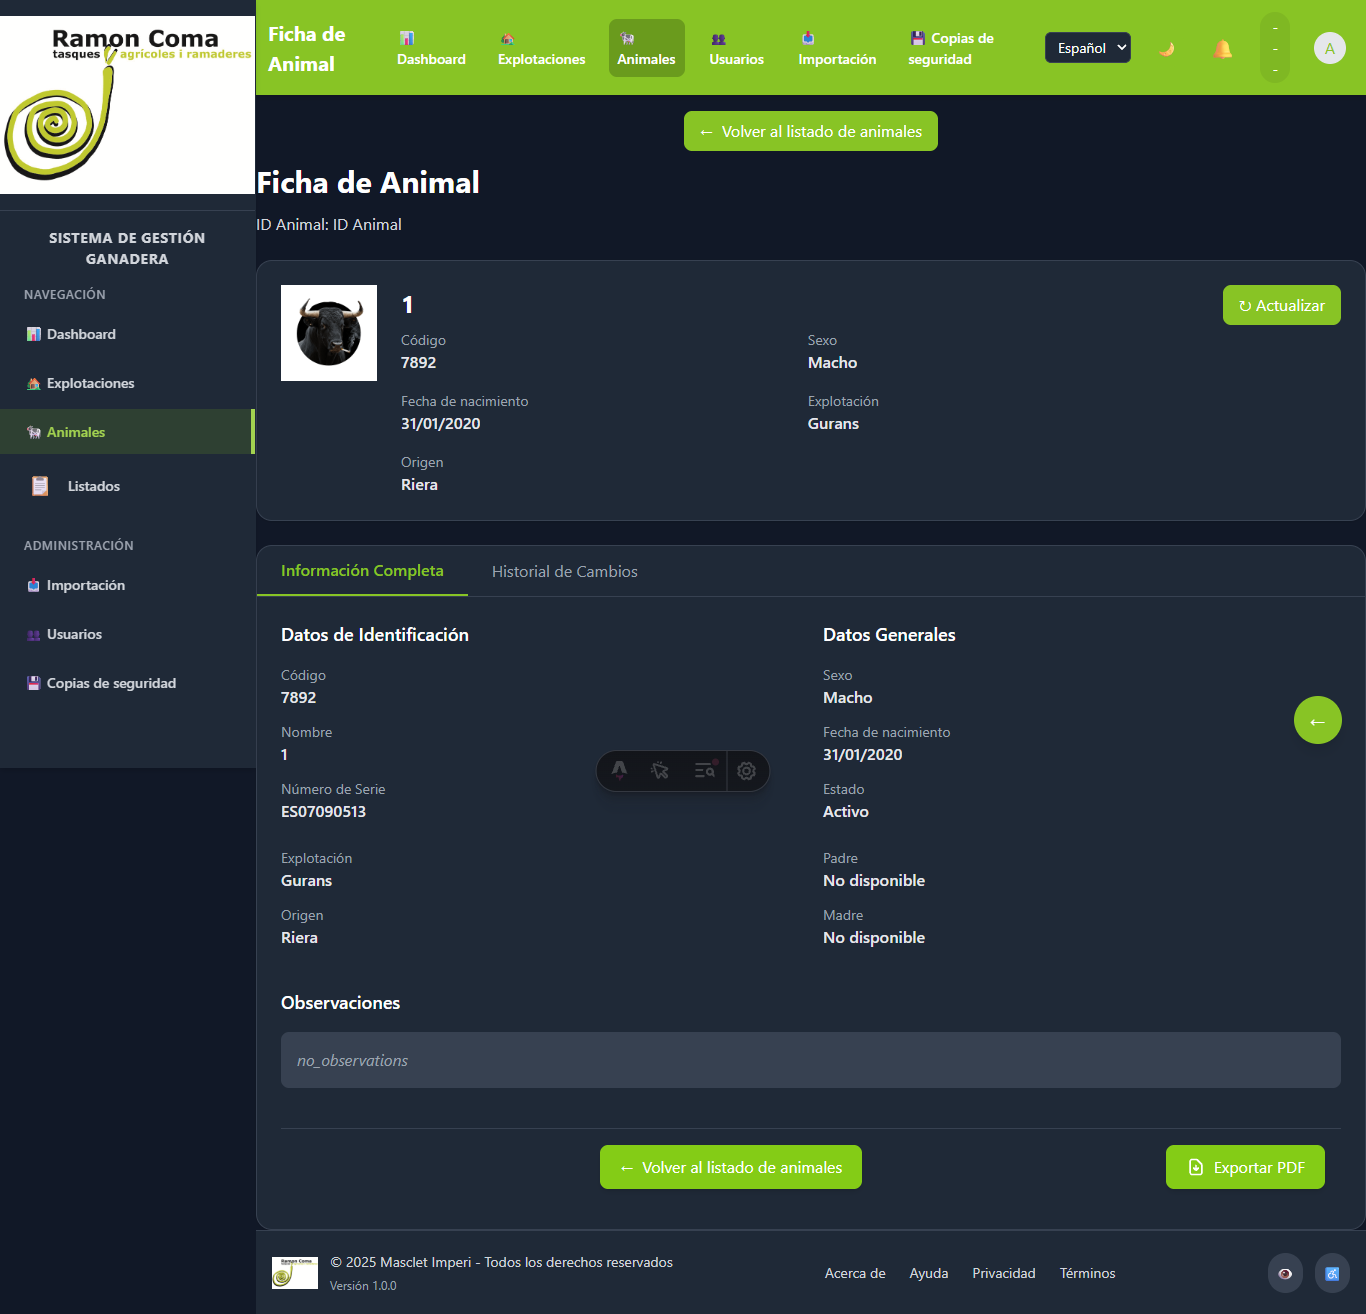 Ramon Coma
tasques agrícoles i ramaderes
SISTEMA DE GESTIÓN
GANADERA
NAVEGACIÓN
Dashboard
Explotaciones
Animales
Listados
ADMINISTRACIÓN
Importación
Usuarios
Copias de seguridad
Ficha de
Animal
Dashboard
Explotaciones
Animales
Usuarios
Importación
Copias de
seguridad
Español
-
-
-
A
← Volver al listado de animales
Ficha de Animal
ID Animal: ID Animal
1
↻ Actualizar
Código
7892
Sexo
Macho
Fecha de nacimiento
31/01/2020
Explotación
Gurans
Origen
Riera
Información Completa
Historial de Cambios
Datos de Identificación
Código
7892
Nombre
1
Número de Serie
ES07090513
Explotación
Gurans
Origen
Riera
Datos Generales
Sexo
Macho
Fecha de nacimiento
31/01/2020
Estado
Activo
Padre
No disponible
Madre
No disponible
←
Observaciones
no_observations
← Volver al listado de animales
Exportar PDF
Ramon Coma
© 2025 Masclet Imperi - Todos los derechos reservados
Versión 1.0.0
Acerca de
Ayuda
Privacidad
Términos